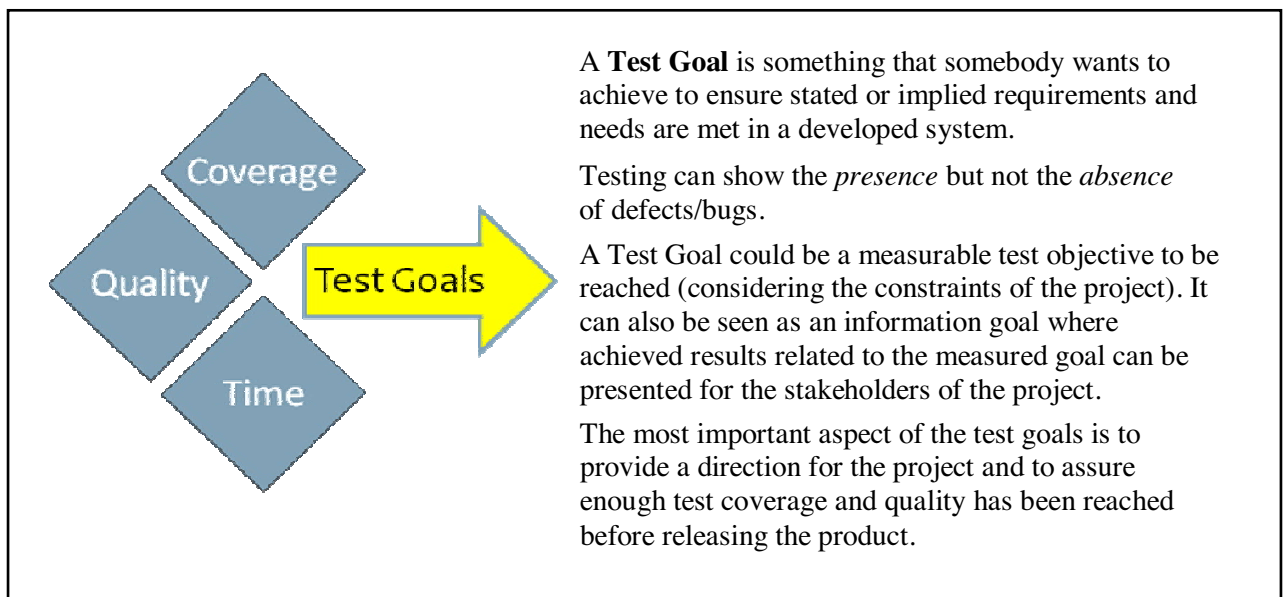 Coverage
Quality
Time
Test Goals
A Test Goal is something that somebody wants to
achieve to ensure stated or implied requirements and
needs are met in a developed system.
Testing can show the presence but not the absence
of defects/bugs.
A Test Goal could be a measurable test objective to be
reached (considering the constraints of the project). It
can also be seen as an information goal where
achieved results related to the measured goal can be
presented for the stakeholders of the project.
The most important aspect of the test goals is to
provide a direction for the project and to assure
enough test coverage and quality has been reached
before releasing the product.